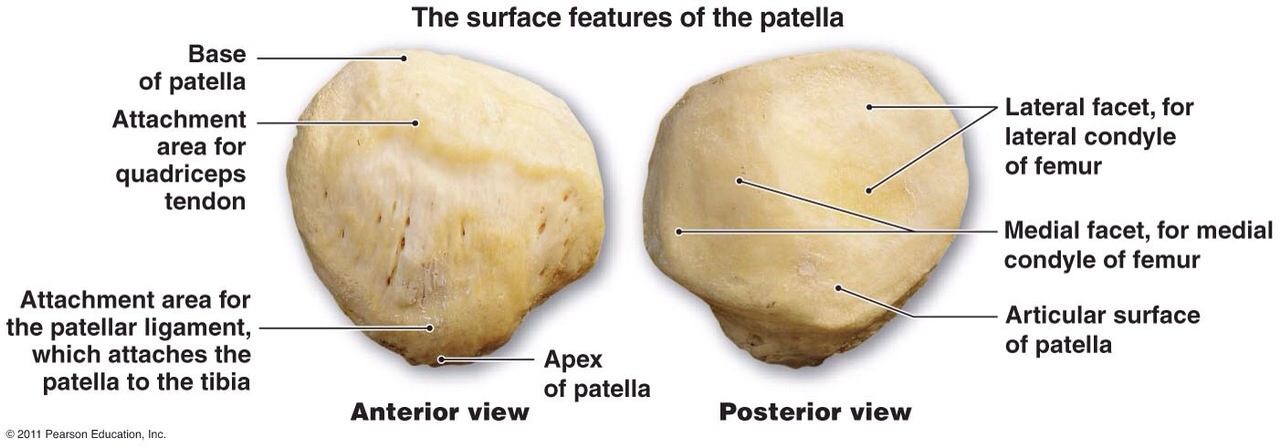 The surface features of the patella
Base
of patella
Attachment
area for
quadriceps
tendon
Attachment area for
the patellar ligament,
which attaches the
patella to the tibia
Apex
of patella
Anterior view
Lateral facet, for
lateral condyle
of femur
Medial facet, for medial
condyle of femur
Articular surface
of patella
Posterior view
© 2011 Pearson Education, Inc.